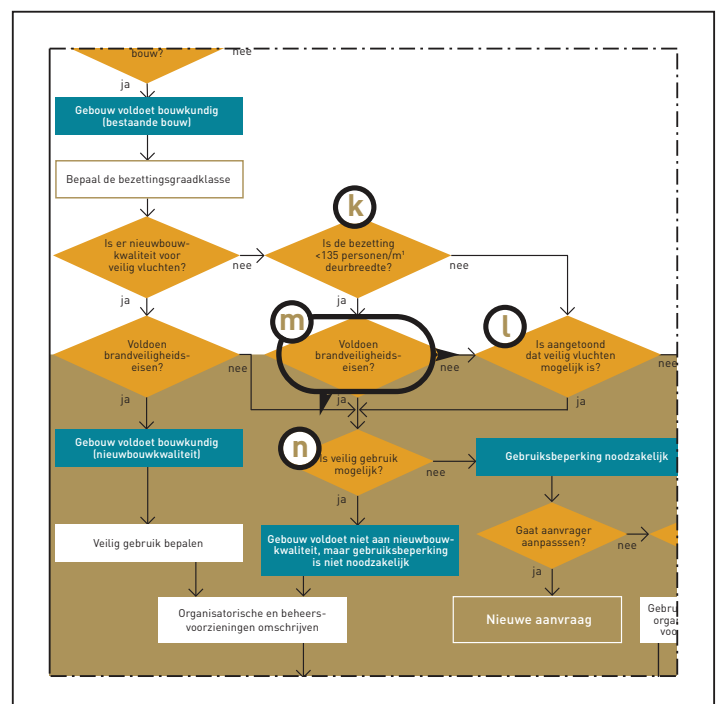 bouw?
nee
ja
Gebouw voldoet bouwkundig
(bestaande bouw)
Bepaal de bezettingsgraadklasse
k
Is er nieuwbouw-
kwaliteit voor
veilig vluchten?
nee
Is de bezetting
<135 personen/m¹
deurbreedte?
nee
ja
ja
m
l
Voldoen
brandveiligheids-
eisen?
nee
Voldoen
brandveiligheids-
eisen?
nee
Is aangetoond
dat veilig vluchten
mogelijk is?
nee
ja
ja
ja
Gebouw voldoet bouwkundig
(nieuwbouwkwaliteit)
n
Is veilig gebruik
mogelijk?
nee
Gebruiksbeperking noodzakelijk
ja
Veilig gebruik bepalen
Gebouw voldoet niet aan nieuwbouw-
kwaliteit, maar gebruiksbeperking
is niet noodzakelijk
Gaat aanvrager
aanpasssen?
nee
ja
Organisatorische en beheers-
voorzieningen omschrijven
Nieuwe aanvraag
Gebru
orga
voo